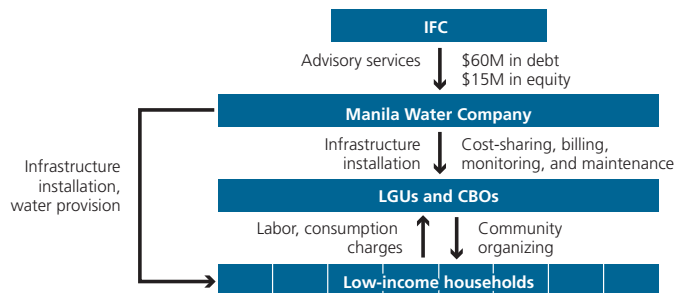 IFC
Advisory services
$60M in debt
$15M in equity
Manila Water Company
Infrastructure
installation
Cost-sharing, billing,
monitoring, and maintenance
Infrastructure
installation,
water provision
LGUs and CBOs
Labor, consumption
charges
Community
organizing
Low-income households